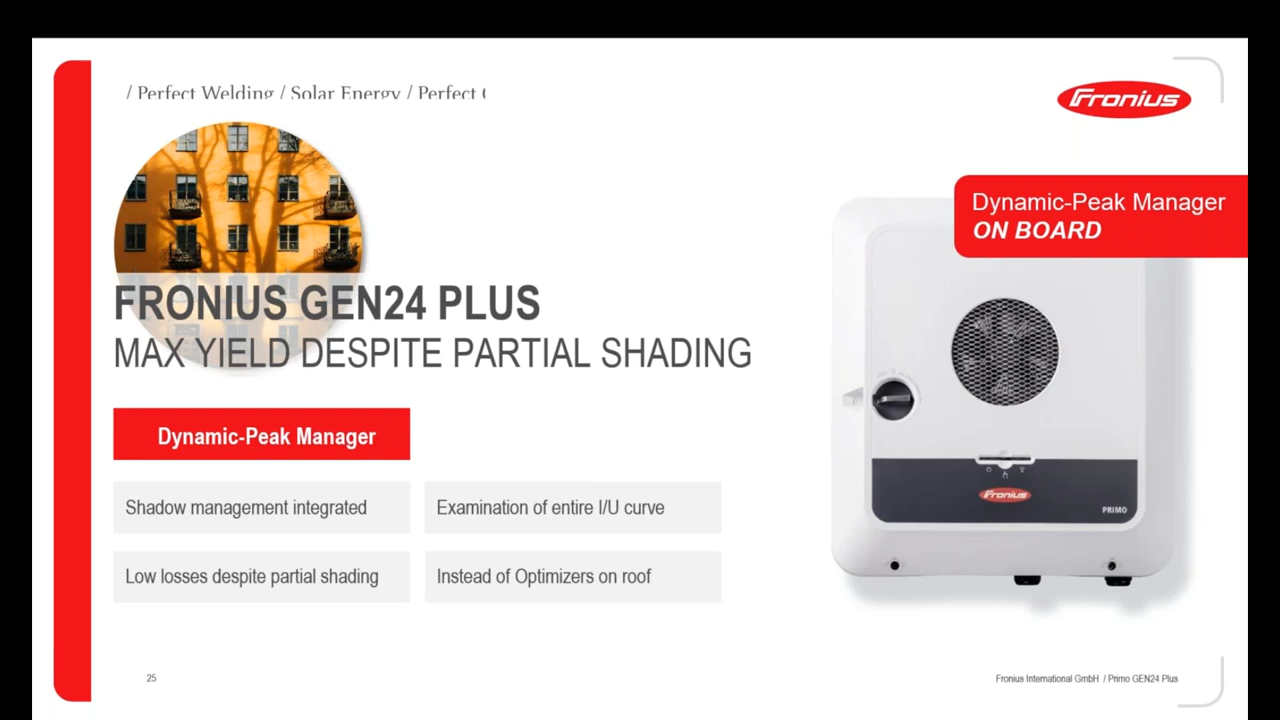 / Perfect Welding / Solar Energy / Perfect
Fronius
Dynamic-Peak Manager
ON BOARD
FRONIUS GEN24 PLUS
MAX YIELD DESPITE PARTIAL SHADING
Dynamic-Peak Manager
Shadow management integrated
Examination of entire I/U curve
Low losses despite partial shading
Instead of Optimizers on roof
Fronius
PRIMO
25
Fronius International GmbH / Primo GEN24 Plus